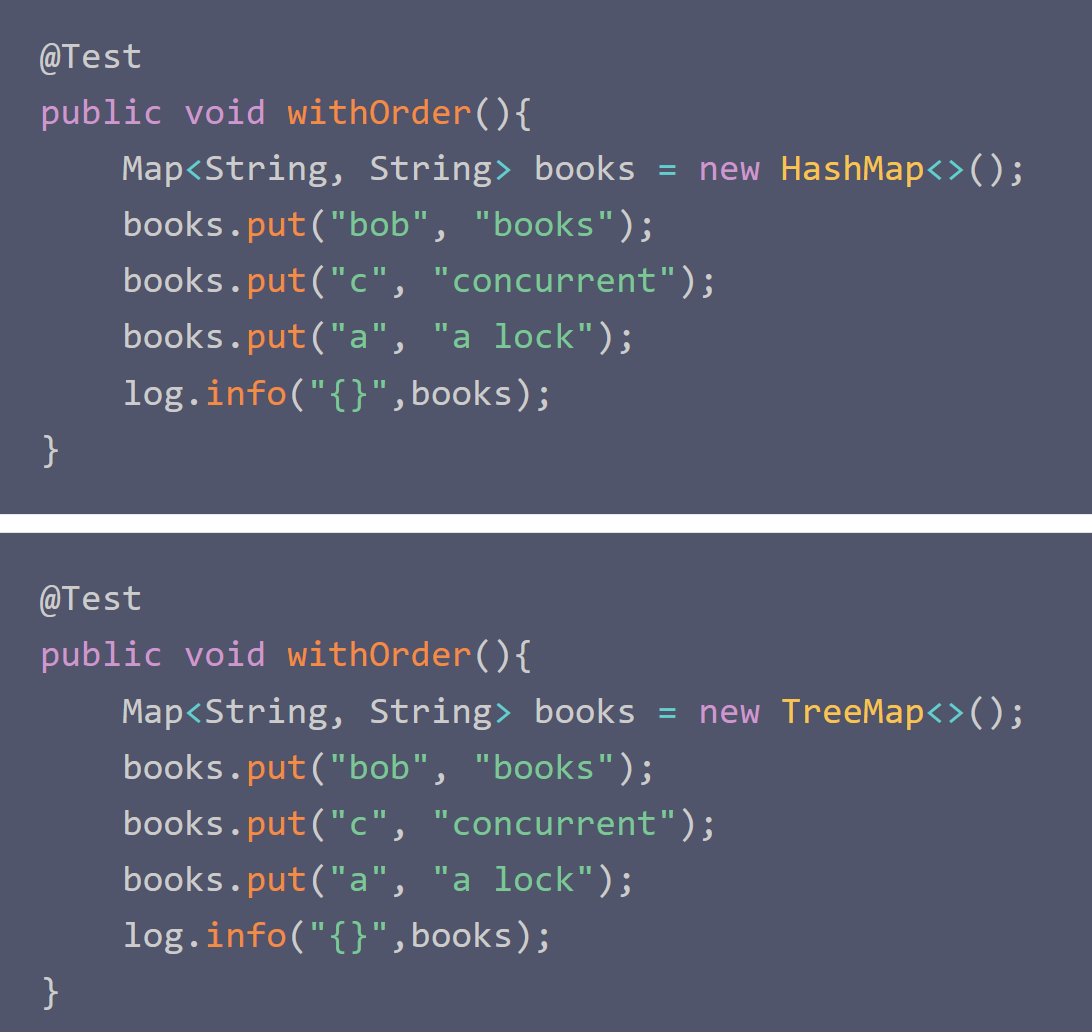 @Test
public void withOrder(){
    Map<String, String> books = new HashMap<>();
    books.put("bob", "books");
    books.put("c", "concurrent");
    books.put("a", "a lock");
    log.info("{}",books);
}
@Test
public void withOrder(){
    Map<String, String> books = new TreeMap<>();
    books.put("bob", "books");
    books.put("c", "concurrent");
    books.put("a", "a lock");
    log.info("{}",books);
}